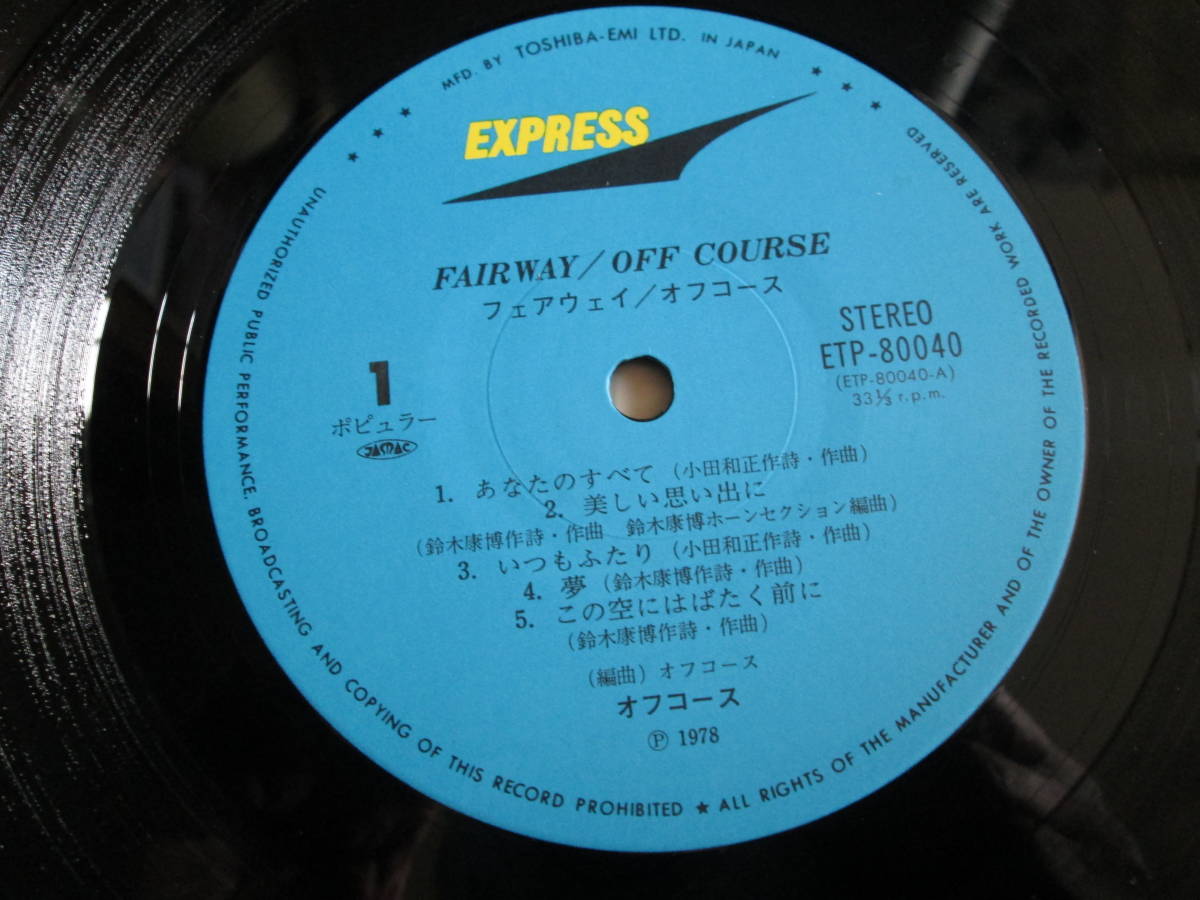 MFD. BY TOSHIBA-EMI LTD. IN JAPAN
EXPRESS
FAIRWAY/OFF COURSE
フェアウェイ/オフコース
STEREO
ETP-80040
(ETP-80040-A)
33⅓ r.p.m.
1
ポピュラー
JASRAC
1. あなたのすべて (小田和正作詩・作曲)
2. 美しい思い出に
(鈴木康博作詩・作曲 鈴木康博ホーンセクション編曲)
3. いつもふたり (小田和正作詩・作曲)
4. 夢 (鈴木康博作詩・作曲)
5. この空にはばたく前に
(鈴木康博作詩・作曲)
(編曲) オフコース
オフコース
Ⓟ 1978
UNAUTHORIZED PUBLIC PERFORMANCE, BROADCASTING AND COPYING OF THIS RECORD PROHIBITED ★ ALL RIGHTS OF THE MANUFACTURER AND OF THE OWNER OF THE RECORDED WORK ARE RESERVED